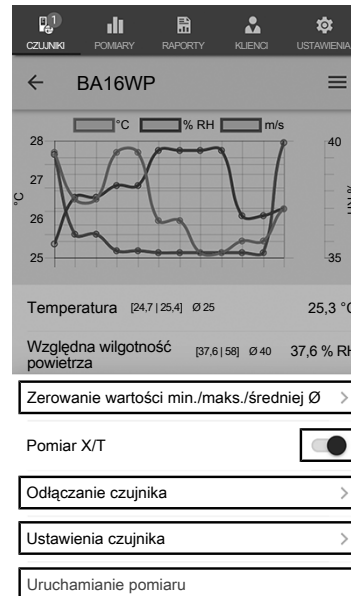 1
CZUJNIKI POMIARY RAPORTY KLIENCI USTAWIENIA
BA16WP
°C % RH m/s
28 40
27
°C % RH
26
25 35
Temperatura [24,7 | 25,4] Ø 25 25,3 °C
Względna wilgotność
powietrza [37,6 | 58] Ø 40 37,6 % RH
Zerowanie wartości min./maks./średniej Ø
Pomiar X/T
Odłączanie czujnika
Ustawienia czujnika
Uruchamianie pomiaru